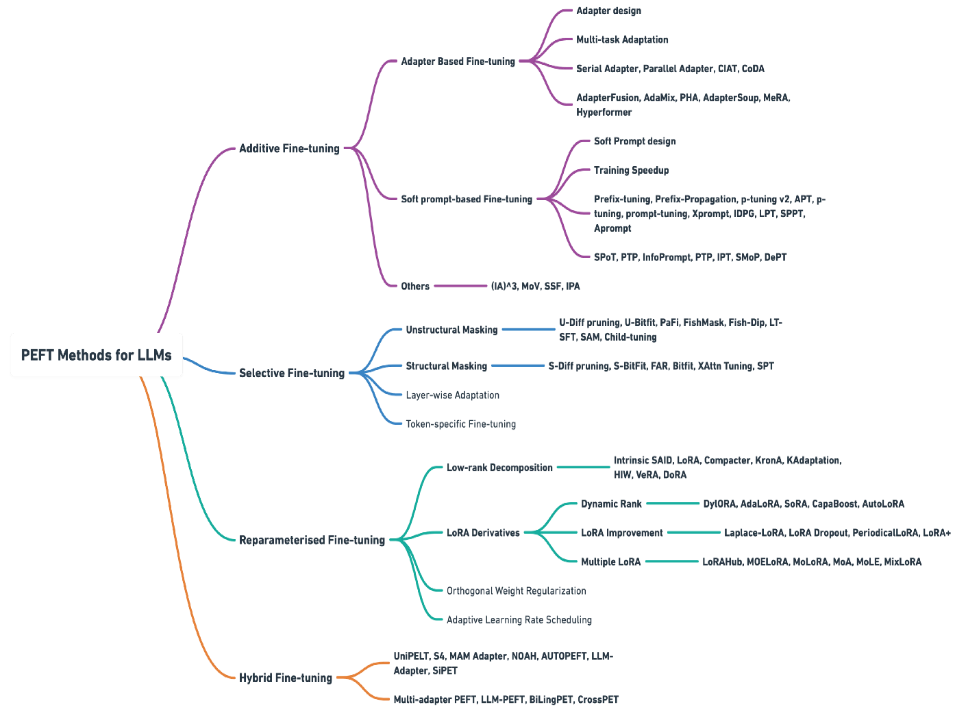 PEFT Methods for LLMs
Additive Fine-tuning
Adapter Based Fine-tuning
Adapter design
Multi-task Adaptation
Serial Adapter, Parallel Adapter, CIAT, CoDA
AdapterFusion, AdaMix, PHA, AdapterSoup, MeRA,
Hyperformer
Soft prompt-based Fine-tuning
Soft Prompt design
Training Speedup
Prefix-tuning, Prefix-Propagation, p-tuning v2, APT, p-
tuning, prompt-tuning, Xprompt, IDPG, LPT, SPPT,
Aprompt
SPoT, PTP, InfoPrompt, PTP, IPT, SMoP, DePT
Others
(IA)^3, MoV, SSF, IPA
Selective Fine-tuning
Unstructural Masking
U-Diff pruning, U-Bitfit, PaFi, FishMask, Fish-Dip, LT-
SFT, SAM, Child-tuning
Structural Masking
S-Diff pruning, S-BitFit, FAR, Bitfit, XAttn Tuning, SPT
Layer-wise Adaptation
Token-specific Fine-tuning
Reparameterised Fine-tuning
Low-rank Decomposition
Intrinsic SAID, LoRA, Compacter, KronA, KAdaptation,
HIW, VeRA, DoRA
LoRA Derivatives
Dynamic Rank
DylORA, AdaLoRA, SoRA, CapaBoost, AutoLoRA
LoRA Improvement
Laplace-LoRA, LoRA Dropout, PeriodicalLoRA, LoRA+
Multiple LoRA
LoRAHub, MOELoRA, MoLoRA, MoA, MoLE, MixLoRA
Orthogonal Weight Regularization
Adaptive Learning Rate Scheduling
Hybrid Fine-tuning
UniPELT, S4, MAM Adapter, NOAH, AUTOPEFT, LLM-
Adapter, SiPET
Multi-adapter PEFT, LLM-PEFT, BiLingPET, CrossPET